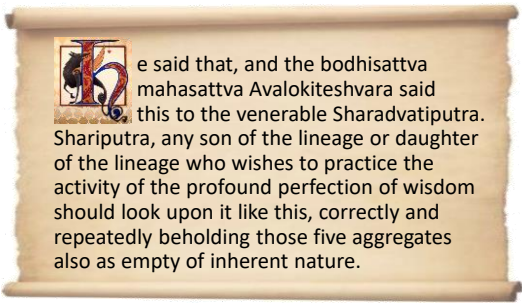 He said that, and the bodhisattva
mahasattva Avalokiteshvara said
this to the venerable Sharadvatiputra.
Shariputra, any son of the lineage or daughter
of the lineage who wishes to practice the
activity of the profound perfection of wisdom
should look upon it like this, correctly and
repeatedly beholding those five aggregates
also as empty of inherent nature.